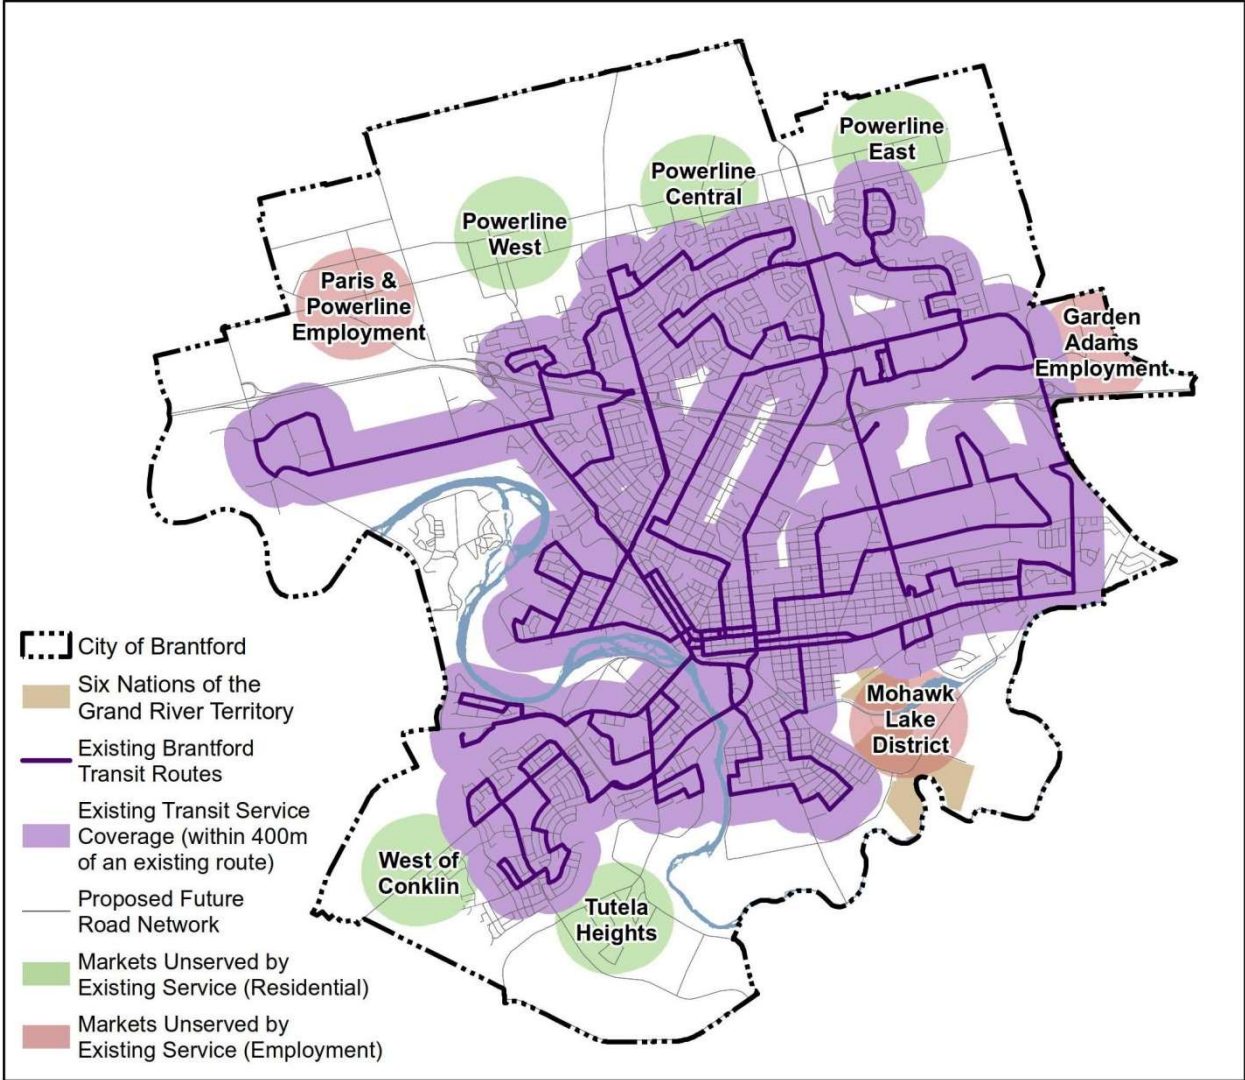 Powerline
East
Powerline
Central
Powerline
West
Paris &
Powerline
Employment
Garden
Adams
Employment
Mohawk
Lake
District
West of
Conklin
Tutela
Heights
City of Brantford
Six Nations of the
Grand River Territory
Existing Brantford
Transit Routes
Existing Transit Service
Coverage (within 400m
of an existing route)
Proposed Future
Road Network
Markets Unserved by
Existing Service (Residential)
Markets Unserved by
Existing Service (Employment)